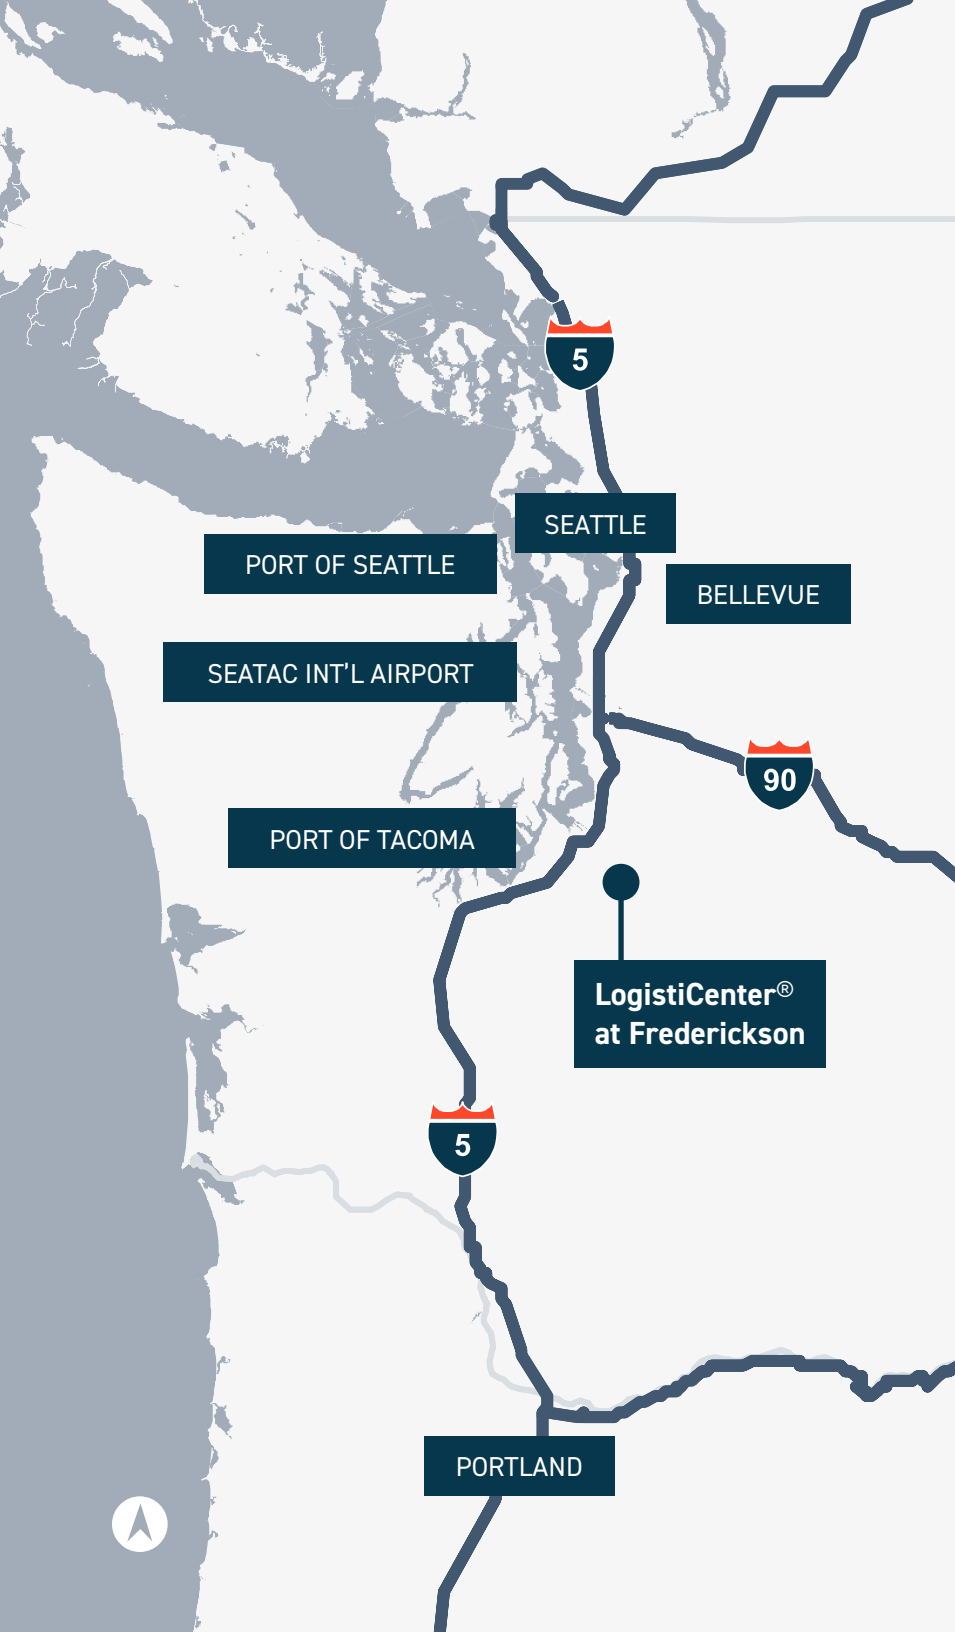 5
SEATTLE
PORT OF SEATTLE
BELLEVUE
SEATAC INT’L AIRPORT
90
PORT OF TACOMA
LogistiCenter®
at Frederickson
5
PORTLAND